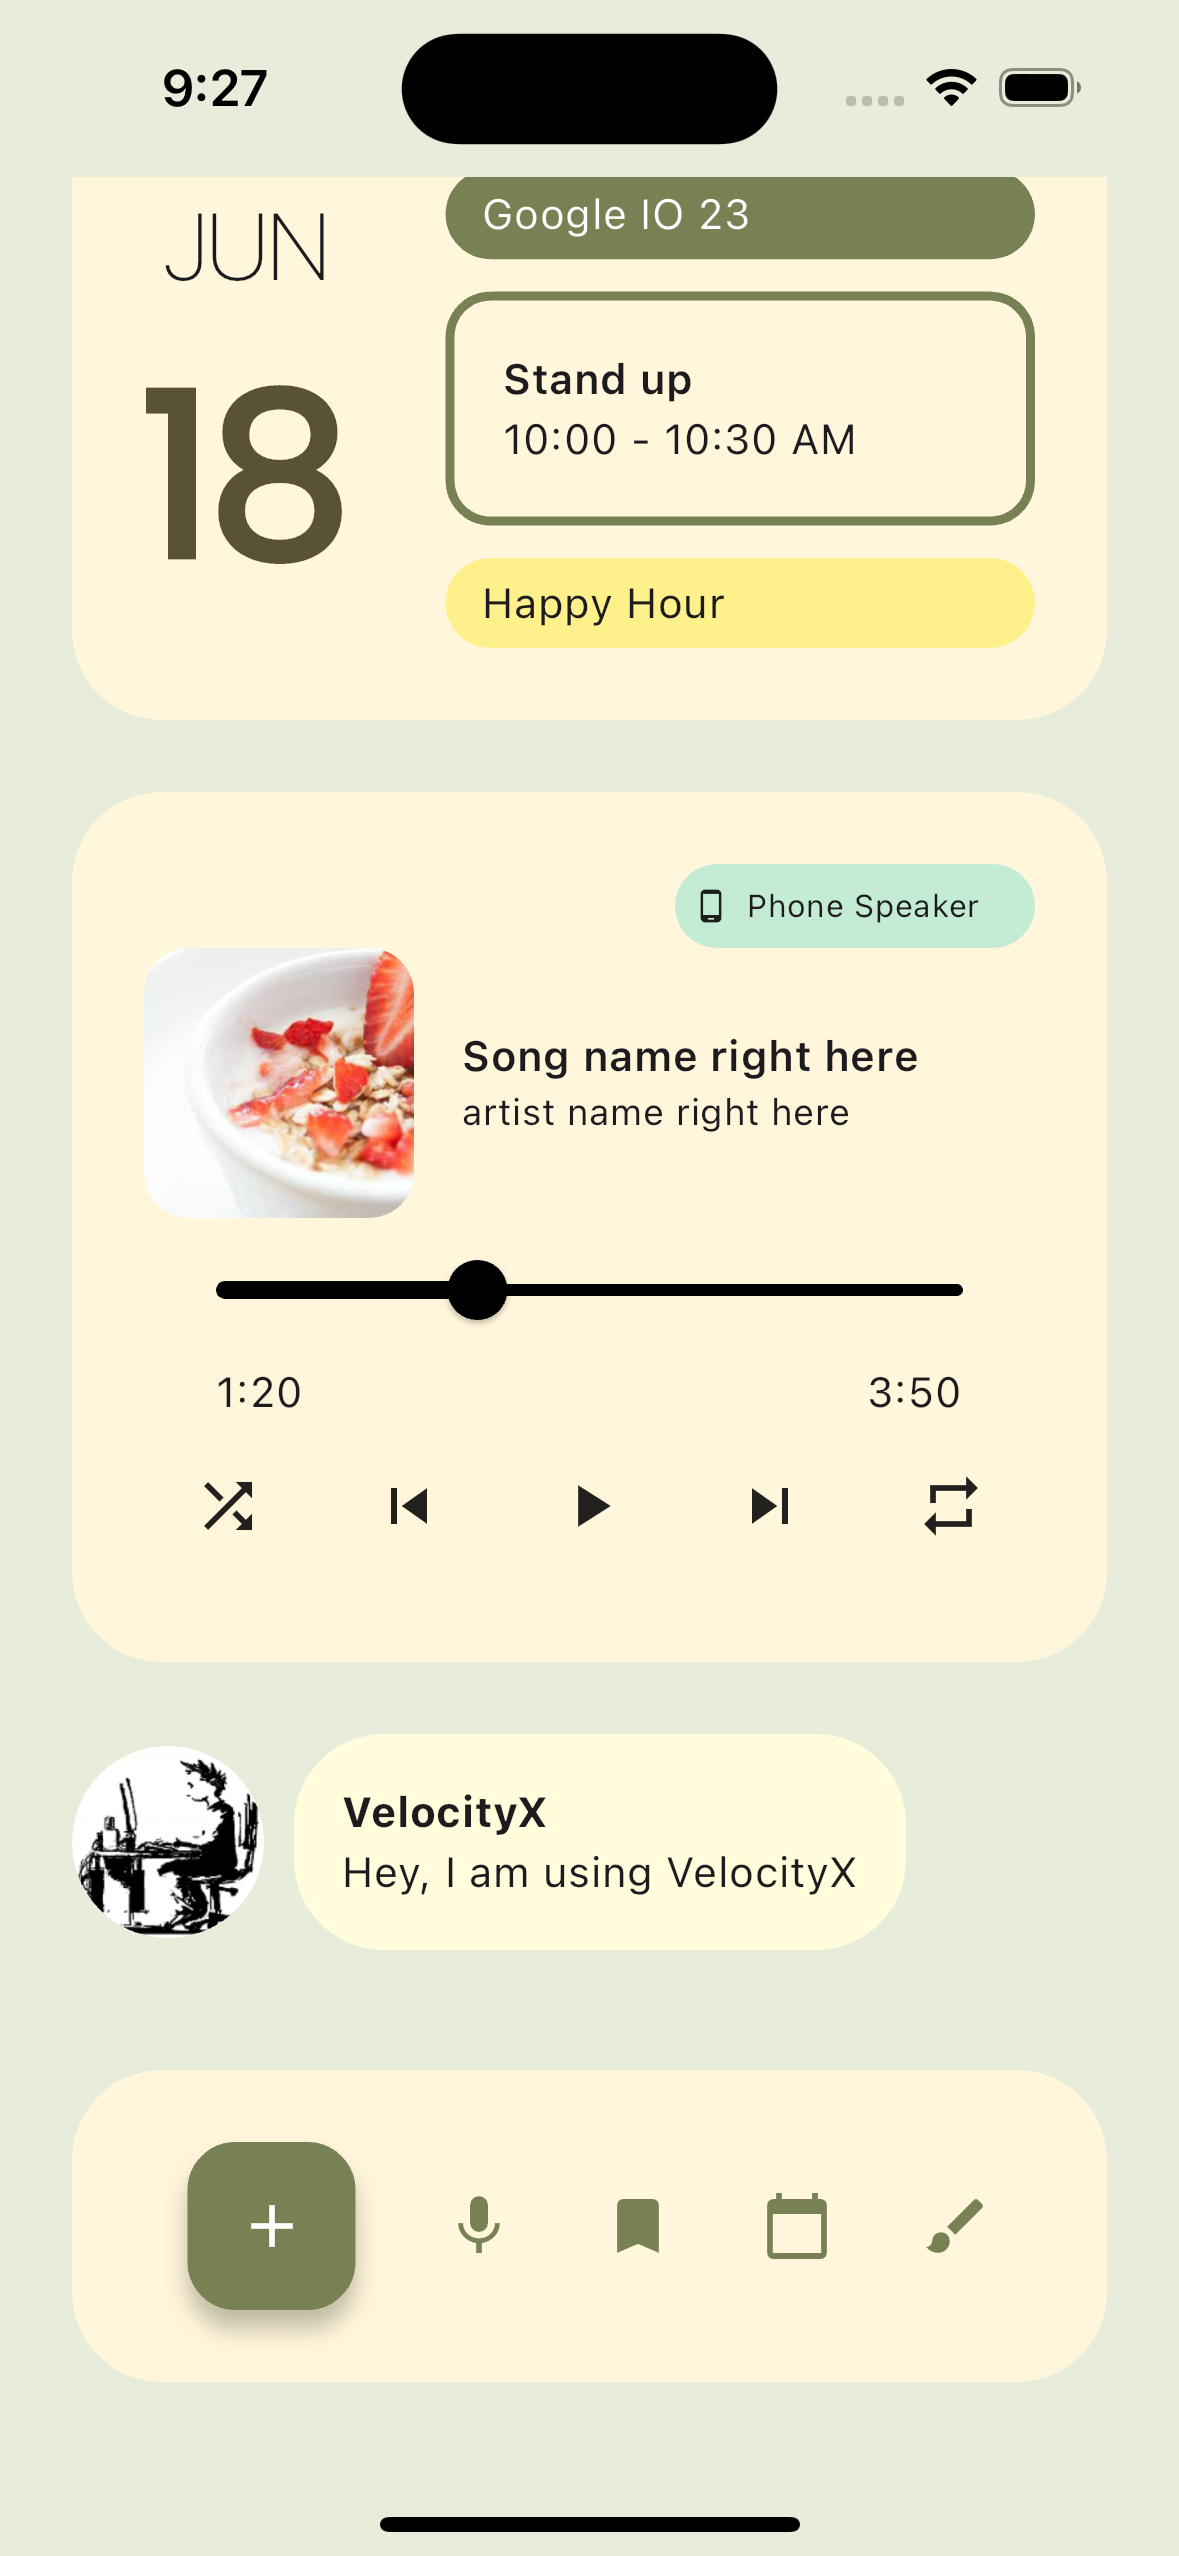 9:27
JUN
18
Google IO 23
Stand up
10:00 - 10:30 AM
Happy Hour
Phone Speaker
Song name right here
artist name right here
1:20
3:50
VelocityX
Hey, I am using VelocityX